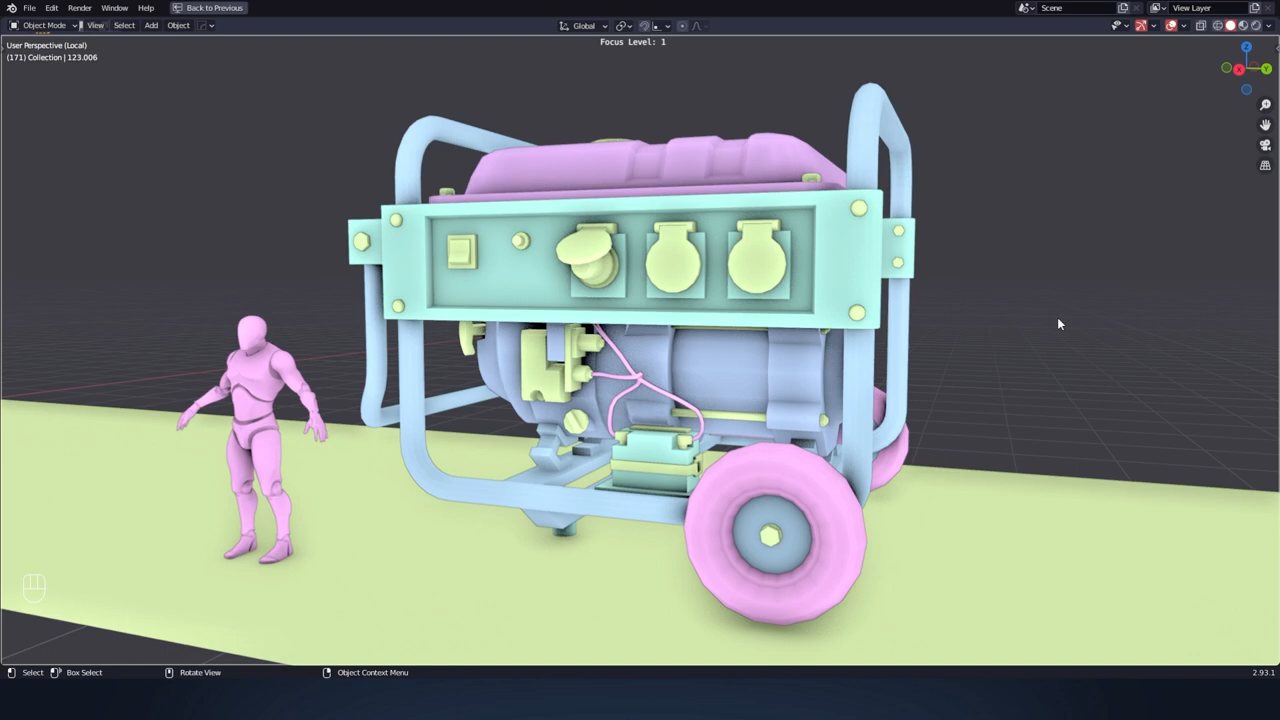 File Edit Render Window Help Back to Previous Scene View Layer
Object Mode View Select Add Object Global
User Perspective (Local)
(171) Collection | 123.006
Focus Level: 1
Z
X Y
Select Box Select Rotate View Object Context Menu 2.93.1